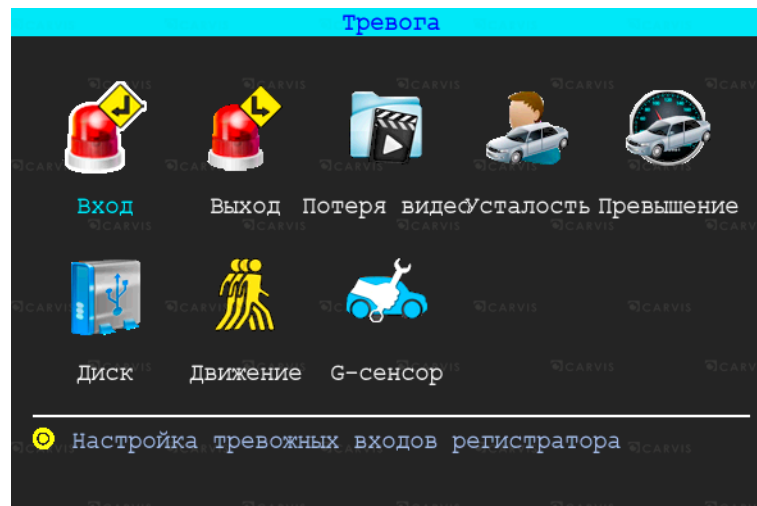 Тревога
Вход Выход Потеря видео Усталость Превышение
Диск Движение G-сенсор
Настройка тревожных входов регистратора
CARVIS